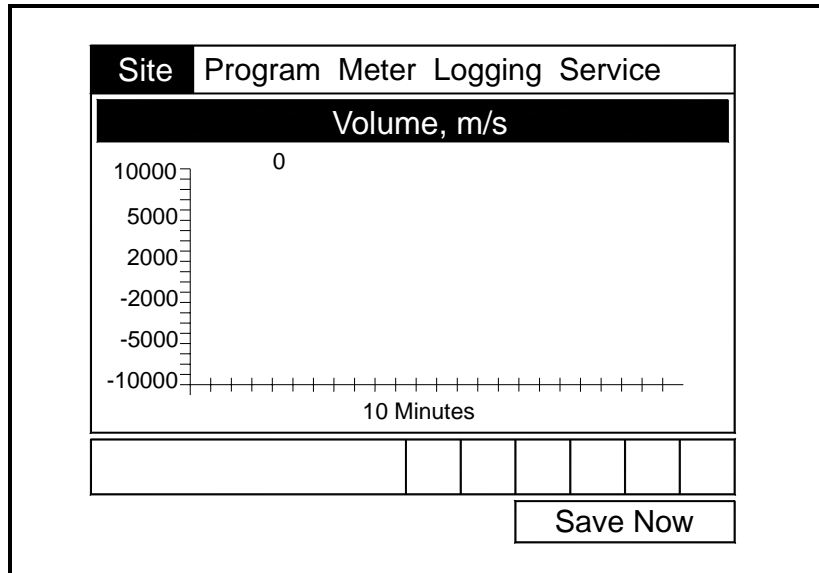 Site Program Meter Logging Service
Volume, m/s
0
10000
5000
2000
-2000
-5000
-10000
10 Minutes
Save Now